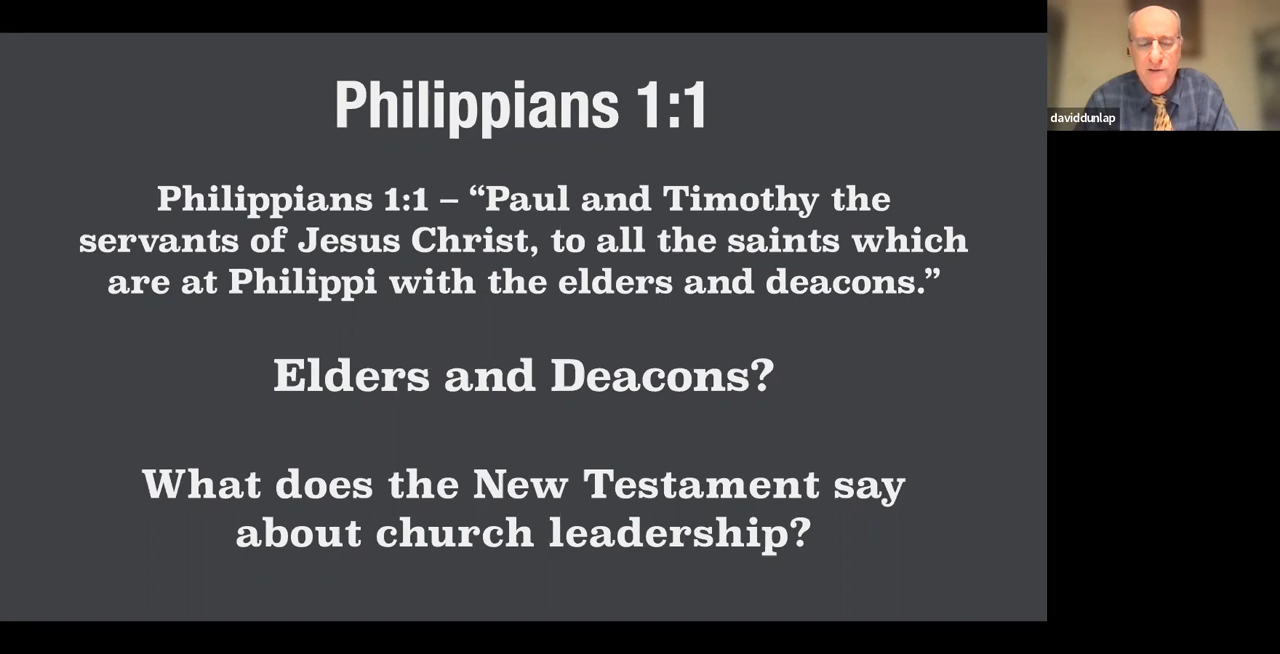 Philippians 1:1
Philippians 1:1 – “Paul and Timothy the
servants of Jesus Christ, to all the saints which
are at Philippi with the elders and deacons.”
Elders and Deacons?
What does the New Testament say
about church leadership?
daviddunlap